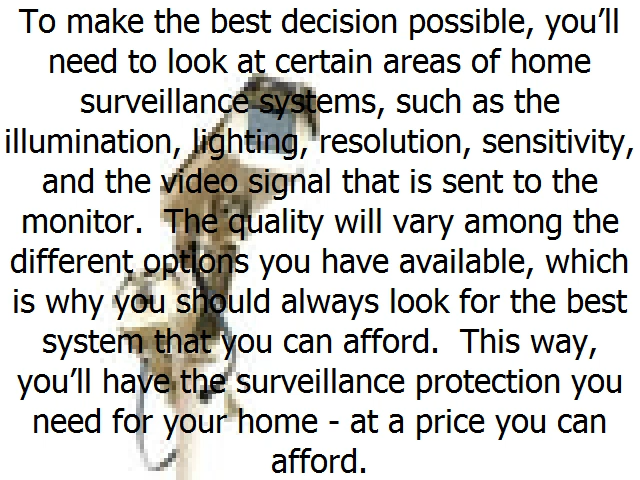 To make the best decision possible, you’ll
need to look at certain areas of home
surveillance systems, such as the
illumination, lighting, resolution, sensitivity,
and the video signal that is sent to the
monitor.  The quality will vary among the
different options you have available, which
is why you should always look for the best
system that you can afford.  This way,
you’ll have the surveillance protection you
need for your home - at a price you can
afford.